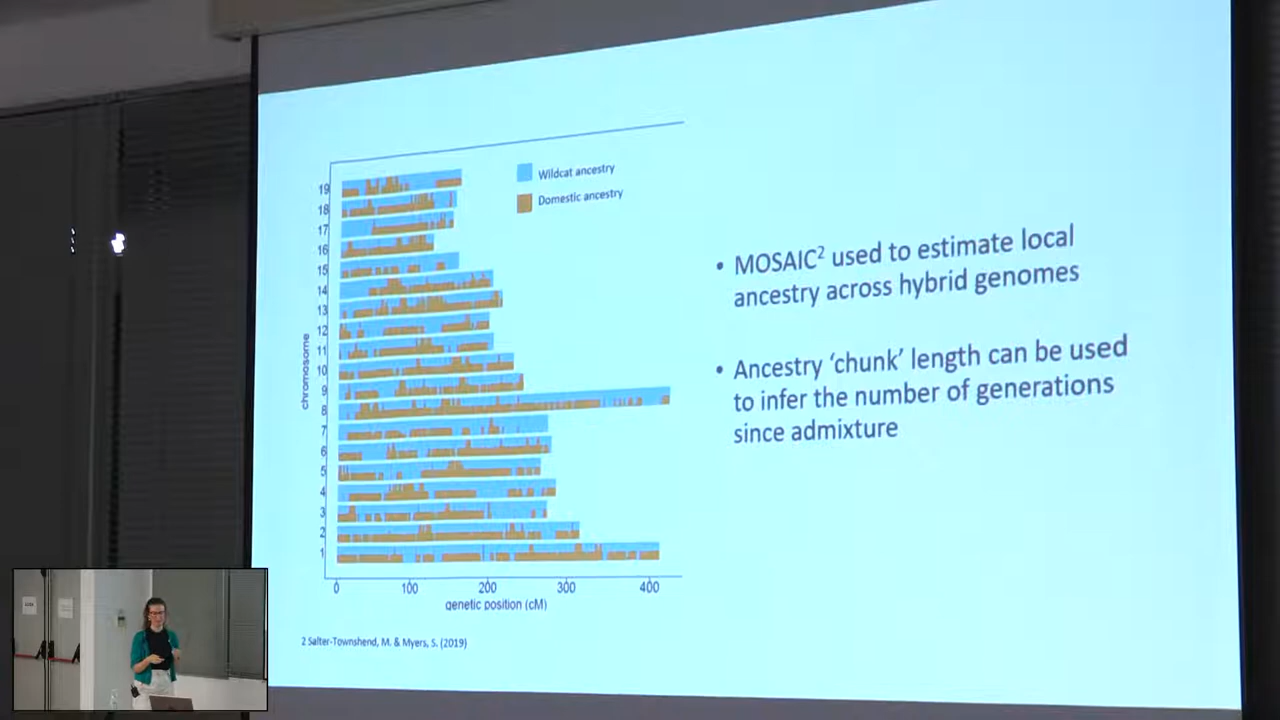 Wildcat ancestry
Domestic ancestry
chromosome
19
18
17
16
15
14
13
12
11
10
9
8
7
6
5
4
3
2
1
0 100 200 300 400
genetic position (cM)
• MOSAIC² used to estimate local
ancestry across hybrid genomes
• Ancestry ‘chunk’ length can be used
to infer the number of generations
since admixture
2 Salter-Townshend, M. & Myers, S. (2019)